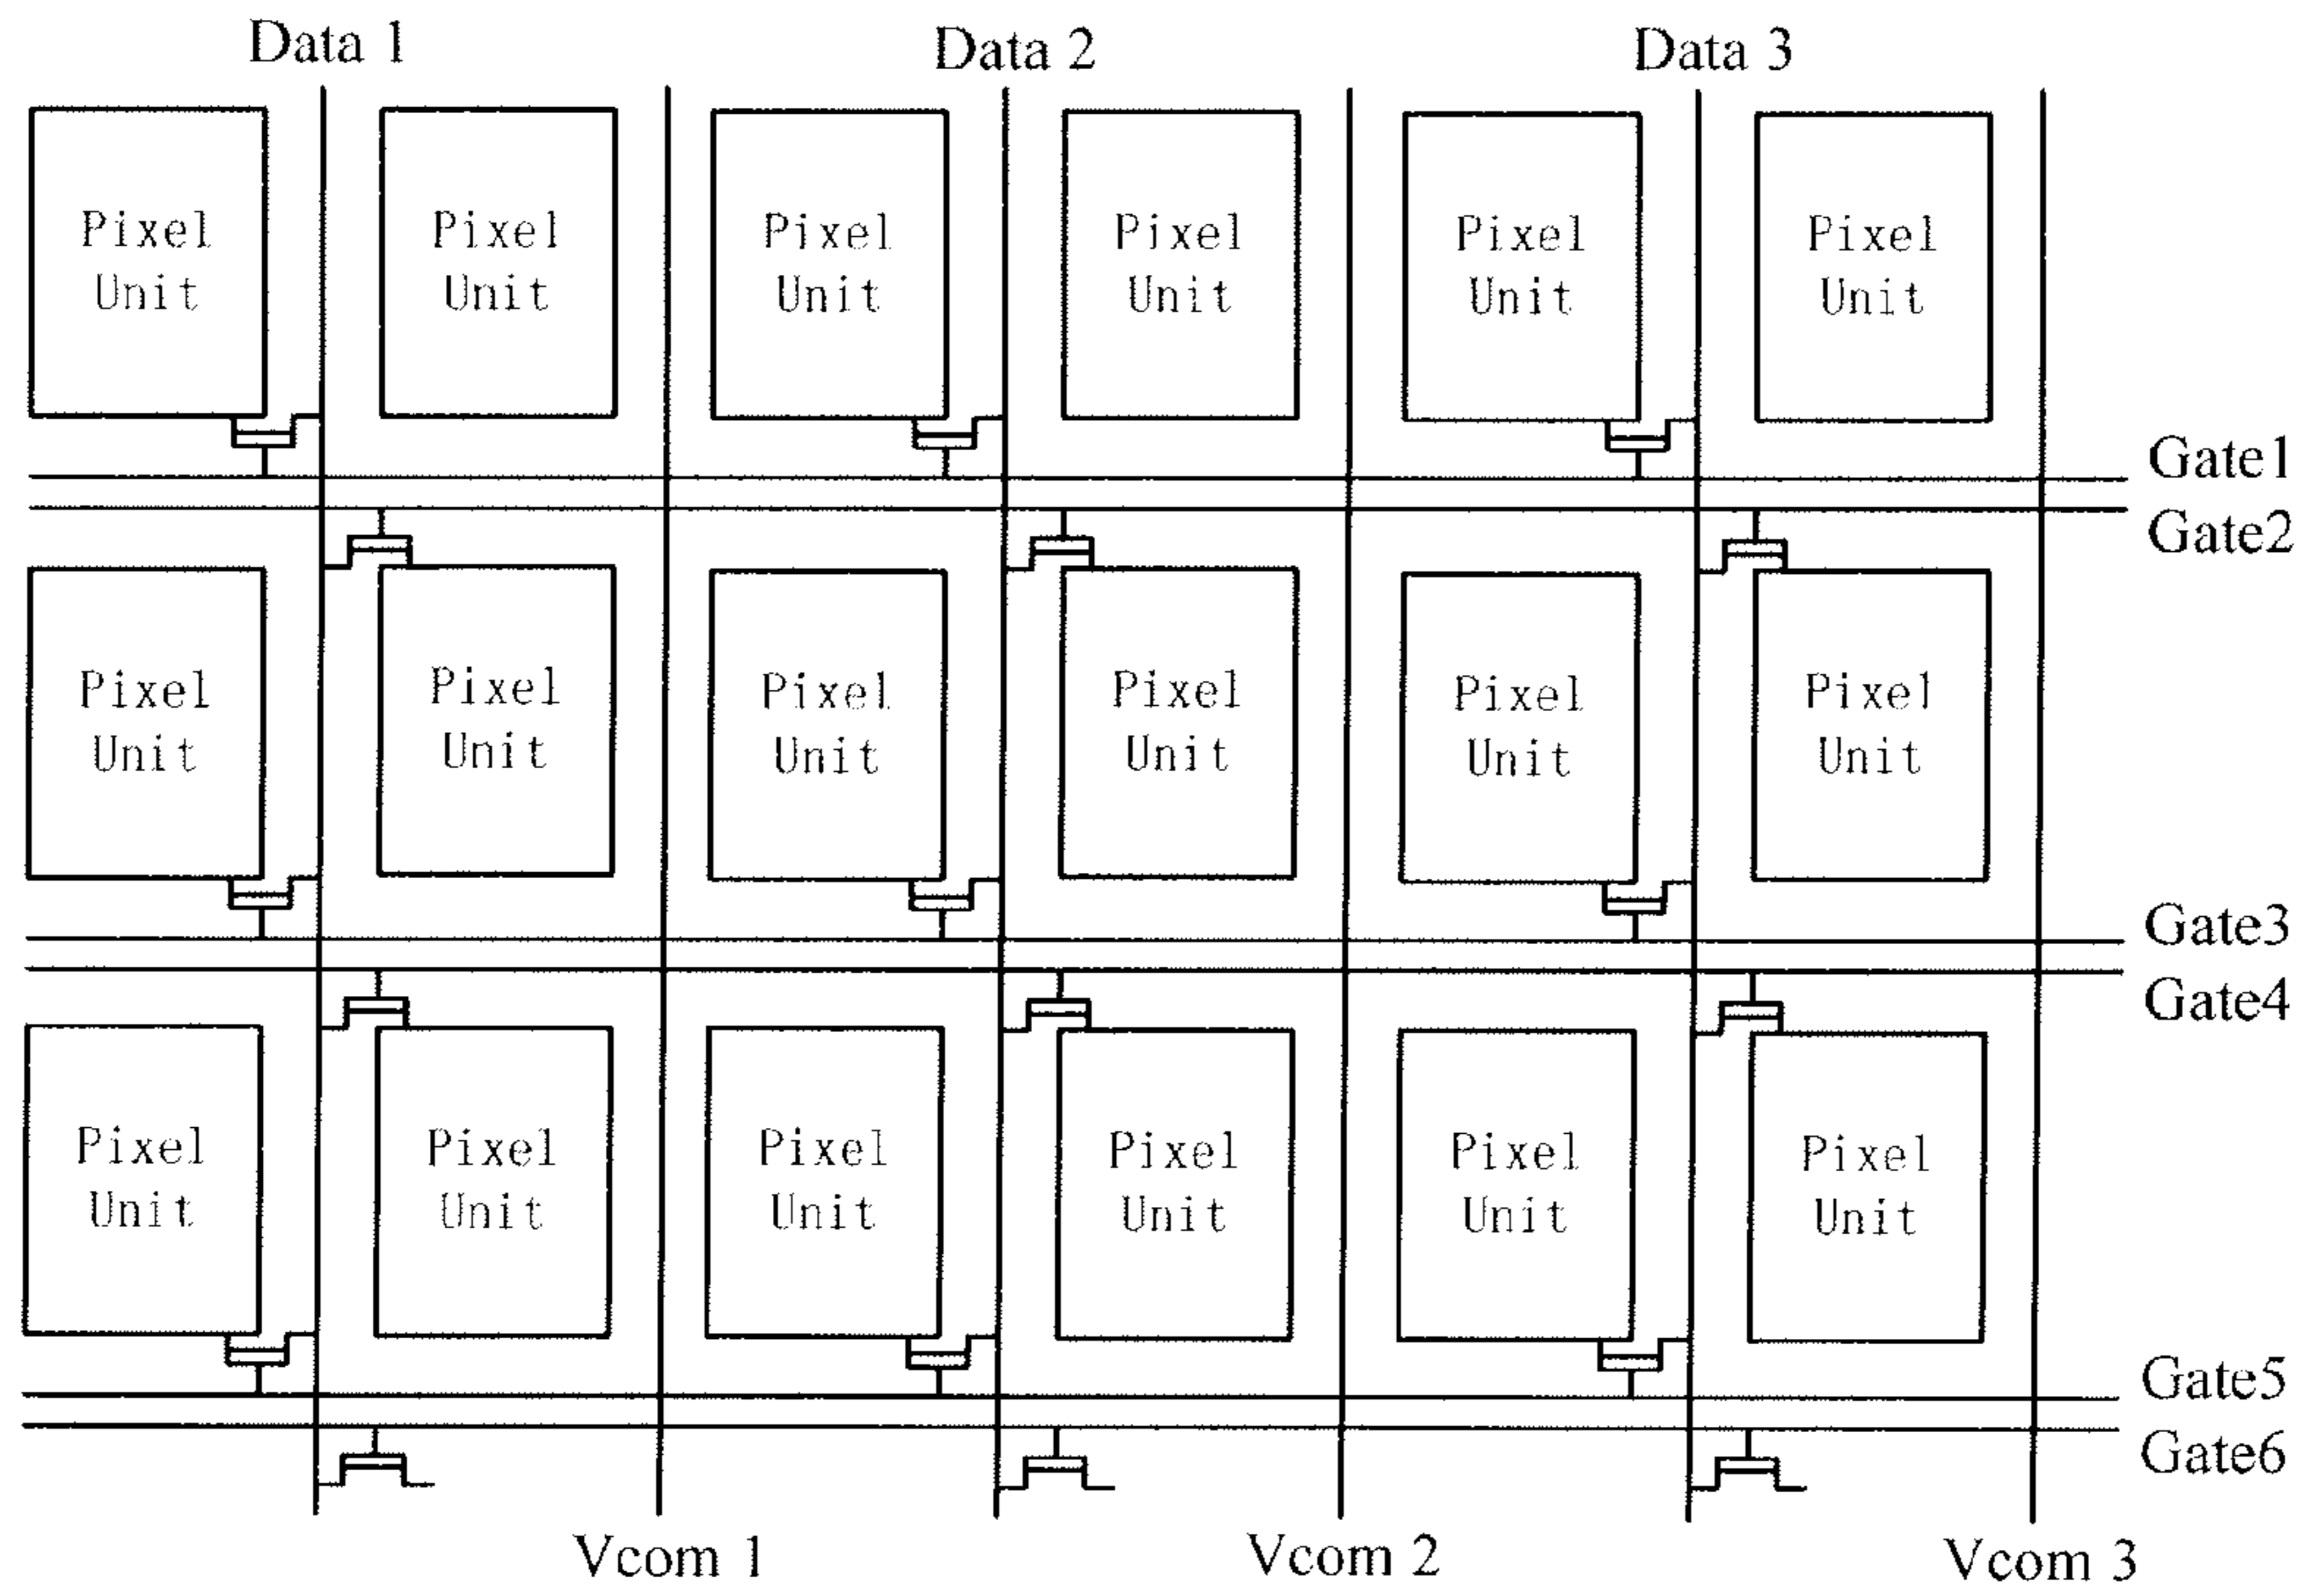 Data 1 Data 2 Data 3
Pixel Pixel Pixel Pixel Pixel Pixel
Unit Unit Unit Unit Unit Unit
Gate1
Gate2
Pixel Pixel Pixel Pixel Pixel Pixel
Unit Unit Unit Unit Unit Unit
Gate3
Gate4
Pixel Pixel Pixel Pixel Pixel Pixel
Unit Unit Unit Unit Unit Unit
Gate5
Gate6
Vcom 1 Vcom 2 Vcom 3